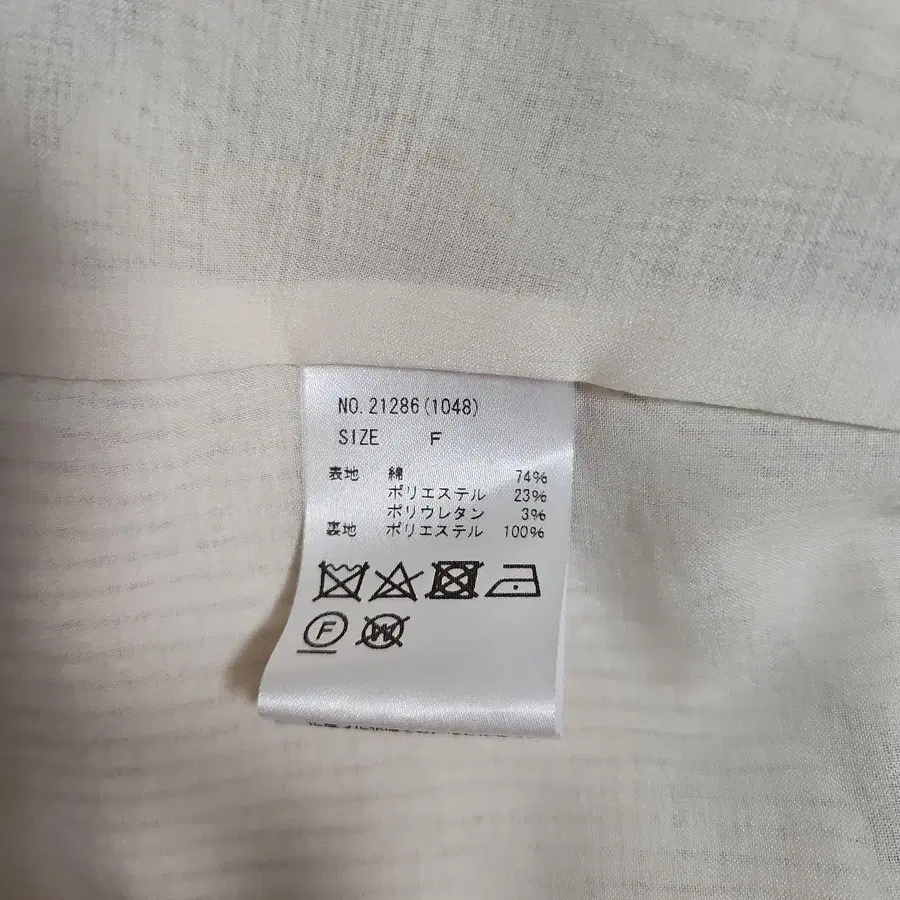 NO. 21286(1048)
SIZE F
表地 綿 74%
ポリエステル 23%
ポリウレタン 3%
裏地 ポリエステル 100%
F
W